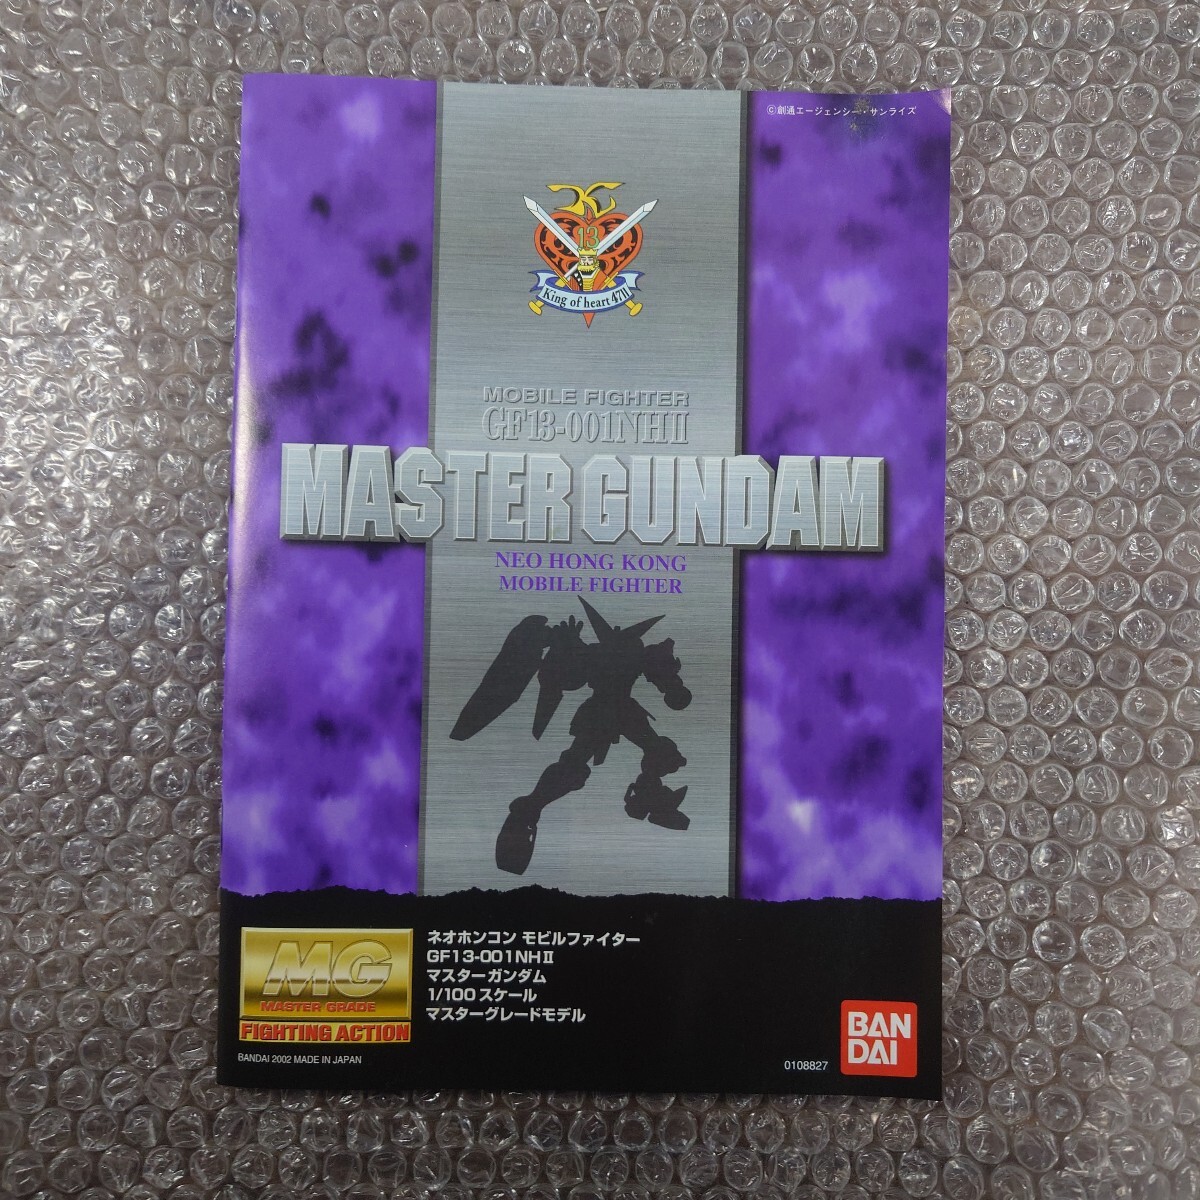 ©創通エージェンシー・サンライズ
13
King of heart 4711
MOBILE FIGHTER
GF13-001NHⅡ
MASTER GUNDAM
NEO HONG KONG
MOBILE FIGHTER
MG
MASTER GRADE
FIGHTING ACTION
BANDAI 2002 MADE IN JAPAN
ネオホンコン モビルファイター
GF13-001NHⅡ
マスターガンダム
1/100スケール
マスターグレードモデル
0108827
BAN
DAI